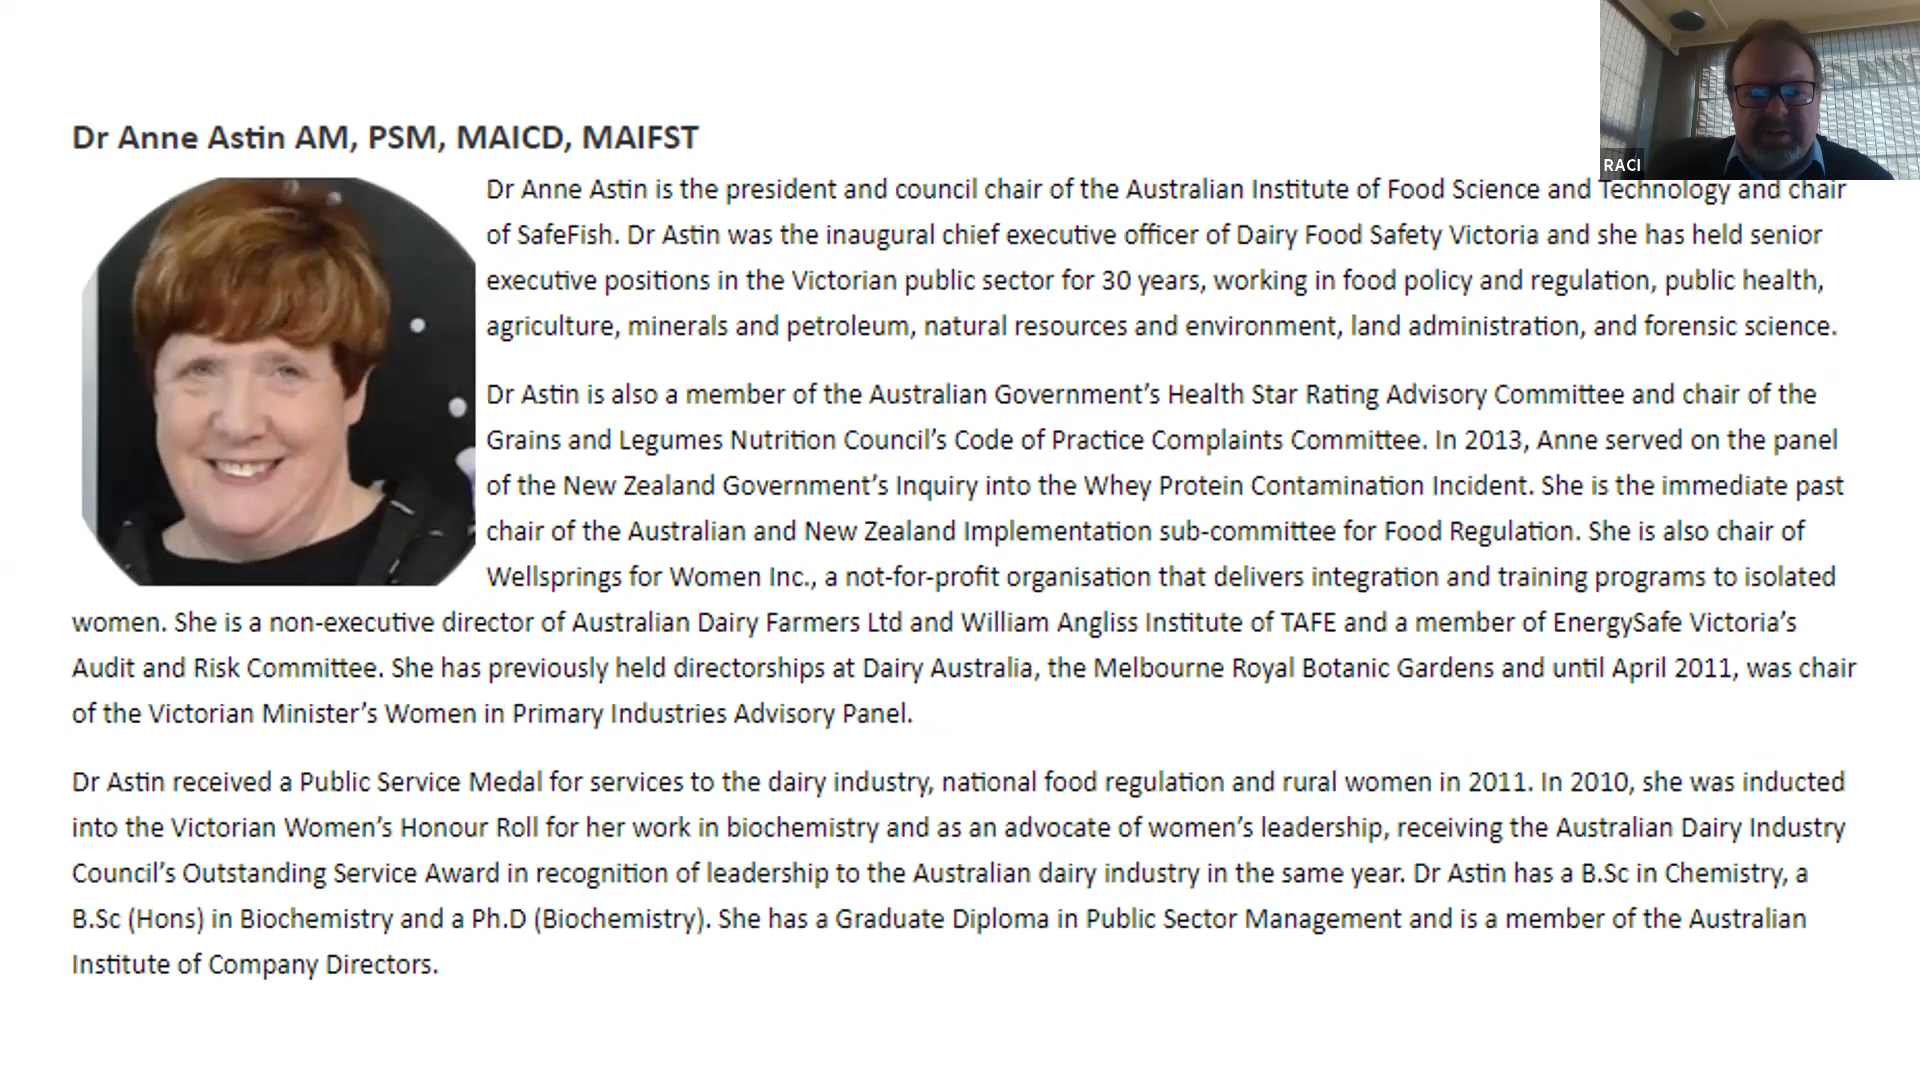 Dr Anne Astin AM, PSM, MAICD, MAIFST
RACI
Dr Anne Astin is the president and council chair of the Australian Institute of Food Science and Technology and chair
of SafeFish. Dr Astin was the inaugural chief executive officer of Dairy Food Safety Victoria and she has held senior
executive positions in the Victorian public sector for 30 years, working in food policy and regulation, public health,
agriculture, minerals and petroleum, natural resources and environment, land administration, and forensic science.
Dr Astin is also a member of the Australian Government’s Health Star Rating Advisory Committee and chair of the
Grains and Legumes Nutrition Council’s Code of Practice Complaints Committee. In 2013, Anne served on the panel
of the New Zealand Government’s Inquiry into the Whey Protein Contamination Incident. She is the immediate past
chair of the Australian and New Zealand Implementation sub-committee for Food Regulation. She is also chair of
Wellsprings for Women Inc., a not-for-profit organisation that delivers integration and training programs to isolated
women. She is a non-executive director of Australian Dairy Farmers Ltd and William Angliss Institute of TAFE and a member of EnergySafe Victoria’s
Audit and Risk Committee. She has previously held directorships at Dairy Australia, the Melbourne Royal Botanic Gardens and until April 2011, was chair
of the Victorian Minister’s Women in Primary Industries Advisory Panel.
Dr Astin received a Public Service Medal for services to the dairy industry, national food regulation and rural women in 2011. In 2010, she was inducted
into the Victorian Women’s Honour Roll for her work in biochemistry and as an advocate of women’s leadership, receiving the Australian Dairy Industry
Council’s Outstanding Service Award in recognition of leadership to the Australian dairy industry in the same year. Dr Astin has a B.Sc in Chemistry, a
B.Sc (Hons) in Biochemistry and a Ph.D (Biochemistry). She has a Graduate Diploma in Public Sector Management and is a member of the Australian
Institute of Company Directors.